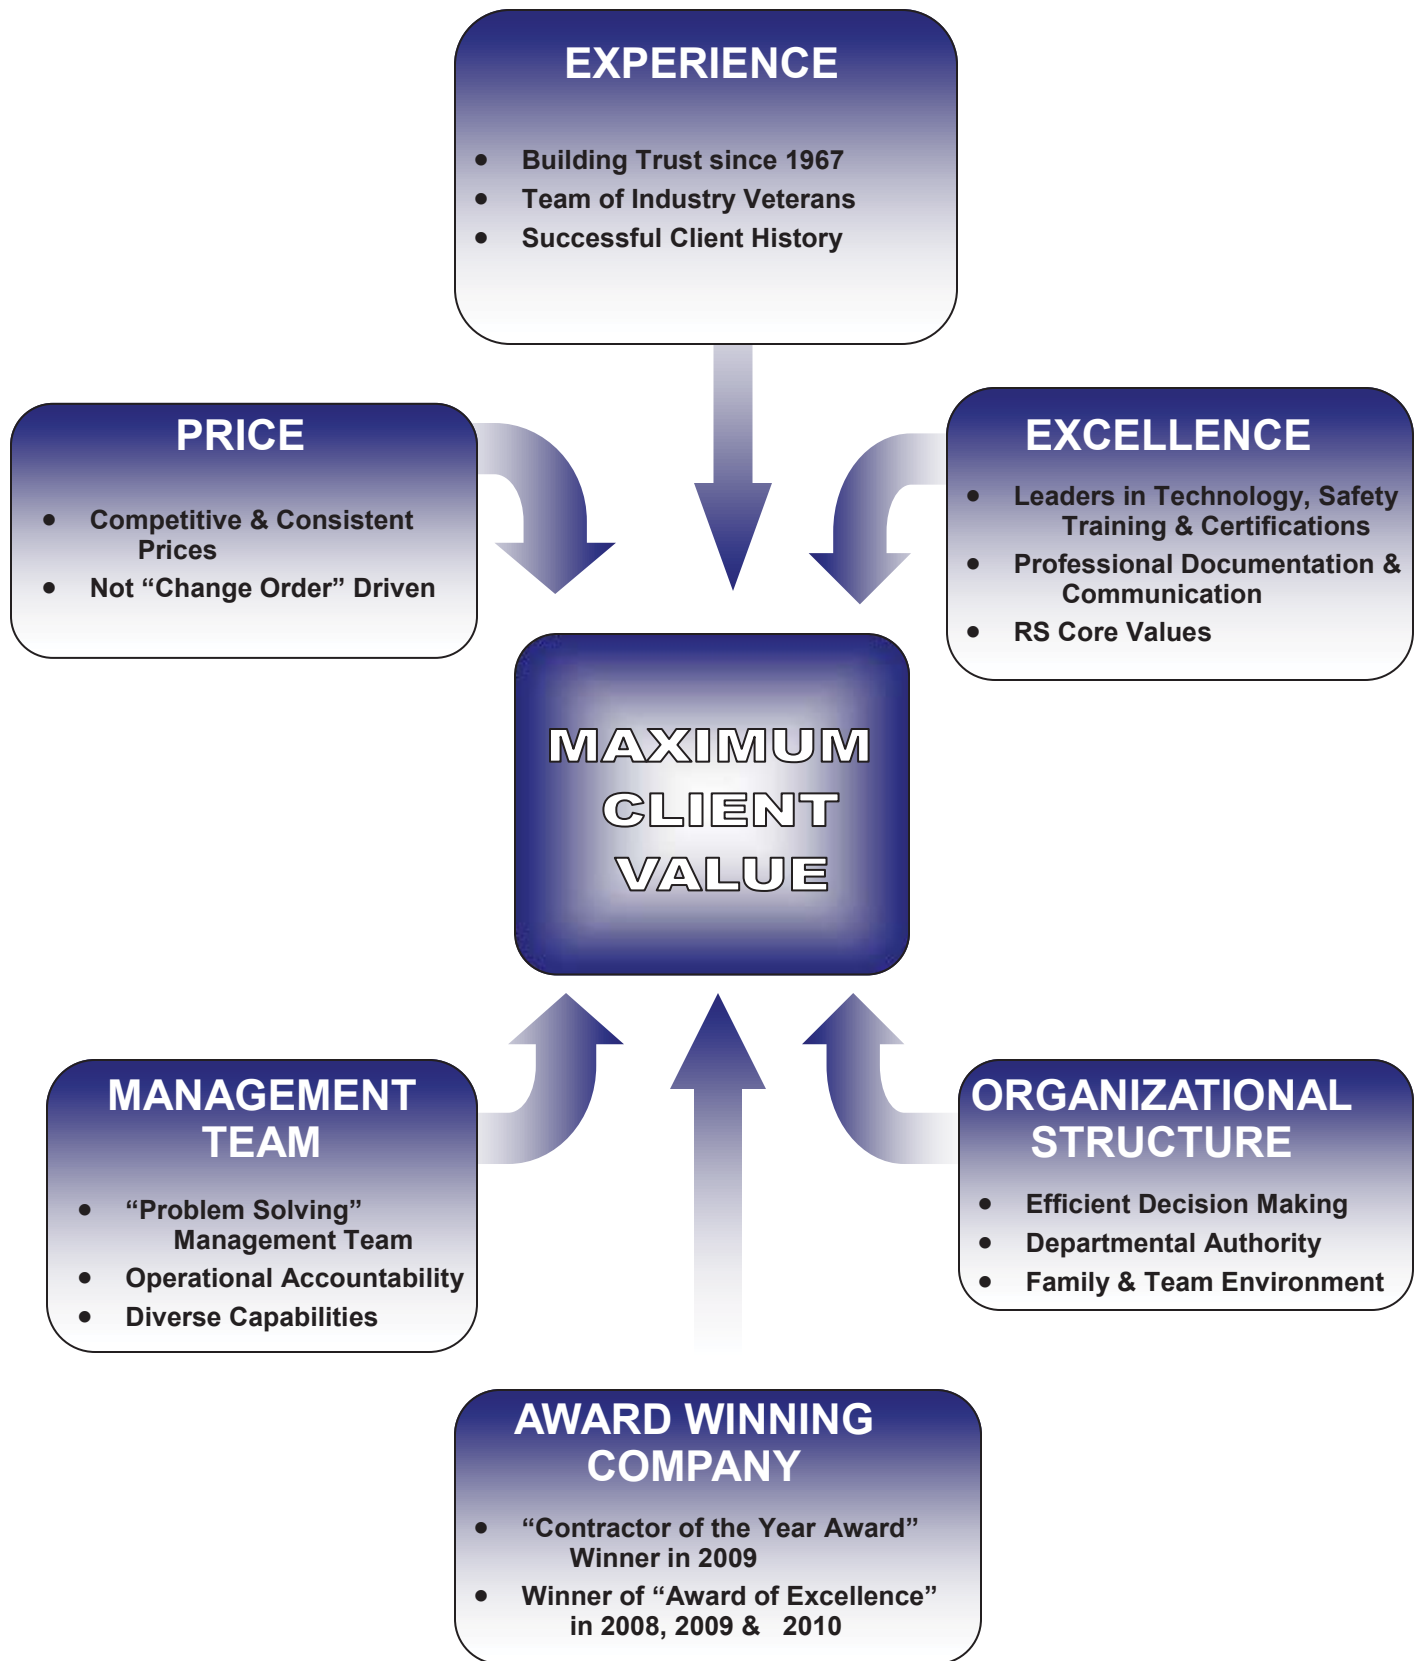 EXPERIENCE
• Building Trust since 1967
• Team of Industry Veterans
• Successful Client History
PRICE
• Competitive & Consistent
Prices
• Not “Change Order” Driven
EXCELLENCE
• Leaders in Technology, Safety
Training & Certifications
• Professional Documentation &
Communication
• RS Core Values
MAXIMUM
CLIENT
VALUE
MANAGEMENT
TEAM
• “Problem Solving”
Management Team
• Operational Accountability
• Diverse Capabilities
ORGANIZATIONAL
STRUCTURE
• Efficient Decision Making
• Departmental Authority
• Family & Team Environment
AWARD WINNING
COMPANY
• “Contractor of the Year Award”
Winner in 2009
• Winner of “Award of Excellence”
in 2008, 2009 & 2010